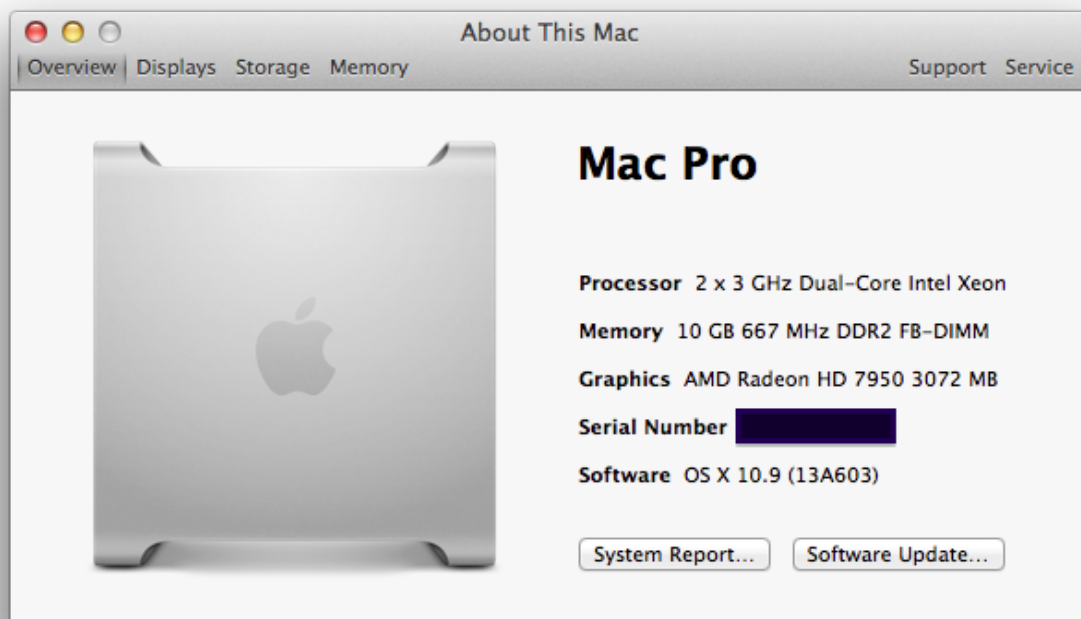 About This Mac
Overview Displays Storage Memory Support Service
Mac Pro
Processor 2 x 3 GHz Dual-Core Intel Xeon
Memory 10 GB 667 MHz DDR2 FB-DIMM
Graphics AMD Radeon HD 7950 3072 MB
Serial Number
Software OS X 10.9 (13A603)
System Report... Software Update...